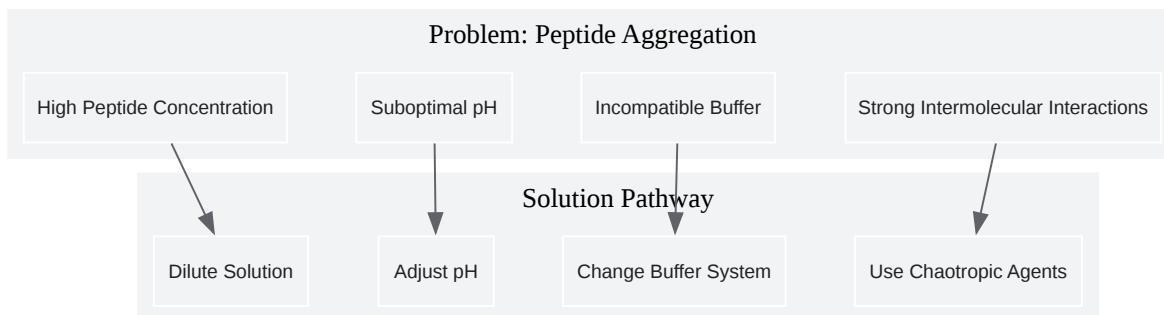 Problem: Peptide Aggregation
High Peptide Concentration
Suboptimal pH
Incompatible Buffer
Strong Intermolecular Interactions
Solution Pathway
Dilute Solution
Adjust pH
Change Buffer System
Use Chaotropic Agents